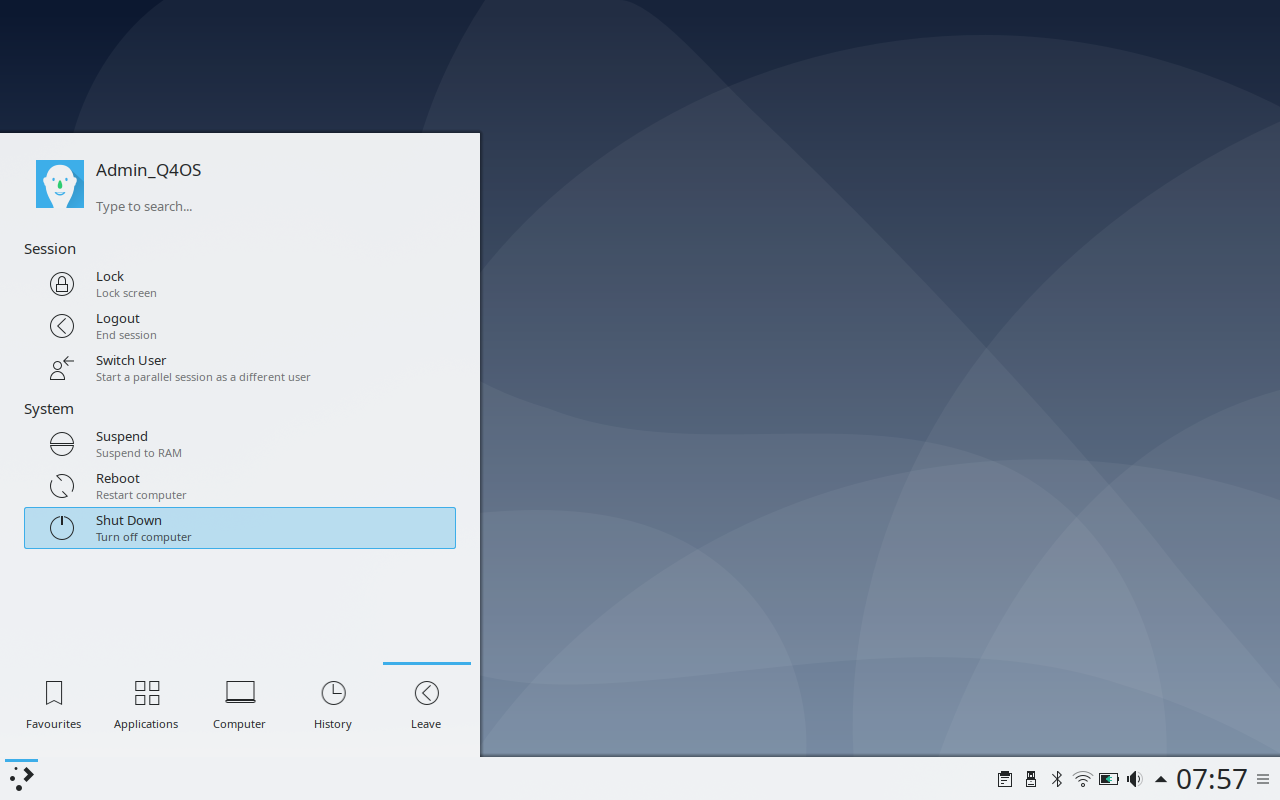 Admin_Q4OS
Type to search...
Session
Lock
Lock screen
Logout
End session
Switch User
Start a parallel session as a different user
System
Suspend
Suspend to RAM
Reboot
Restart computer
Shut Down
Turn off computer
Favourites
Applications
Computer
History
Leave
07:57